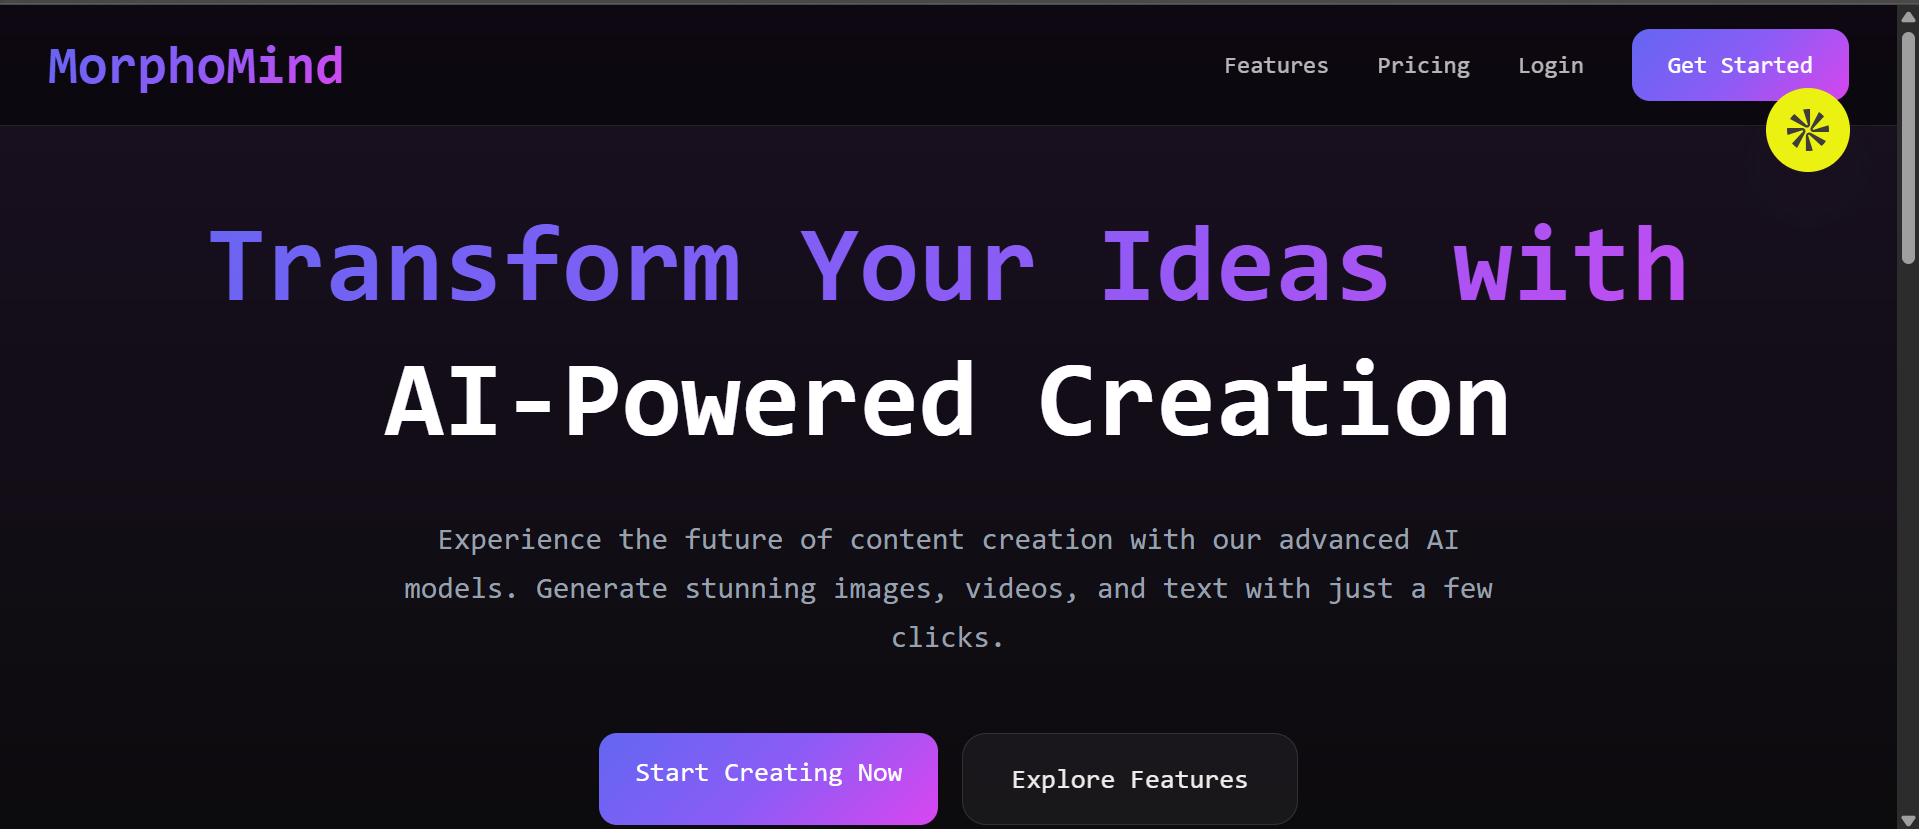 MorphoMind
Features
Pricing
Login
Get Started
Transform Your Ideas with
AI-Powered Creation
Experience the future of content creation with our advanced AI
models. Generate stunning images, videos, and text with just a few
clicks.
Start Creating Now
Explore Features